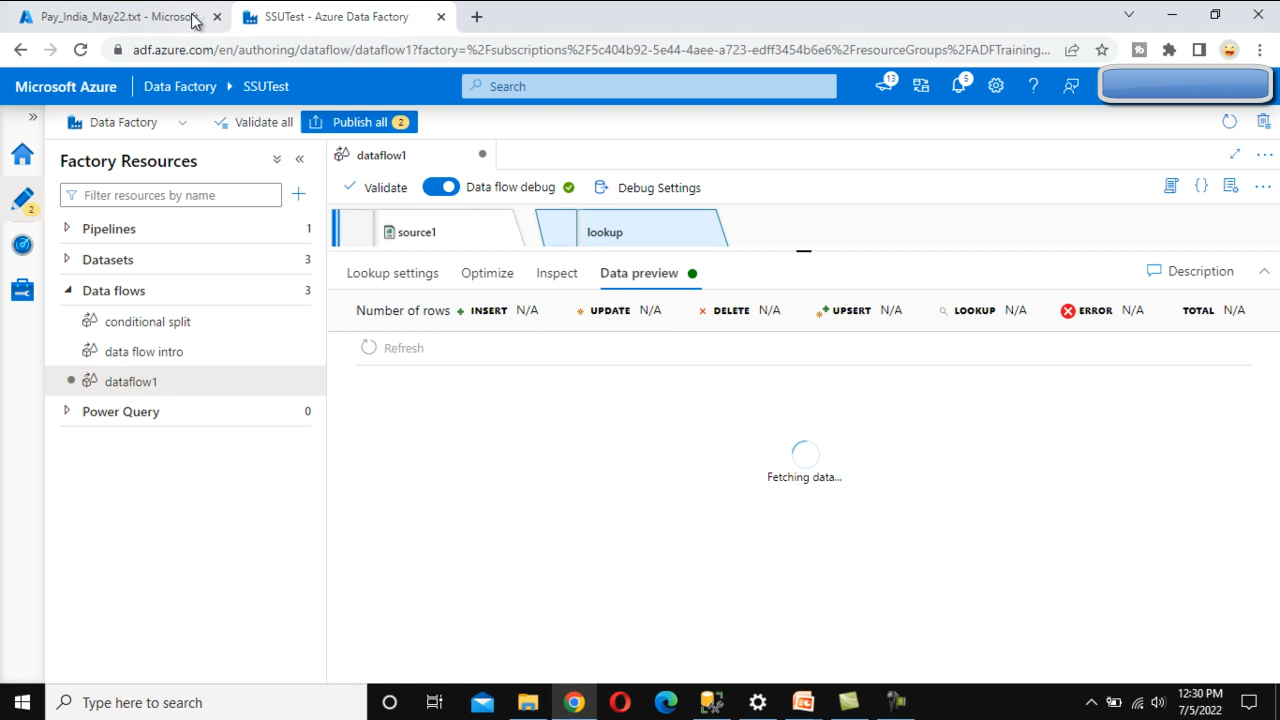 Pay_India_May22.txt - Microsoft
SSUTest - Azure Data Factory
adf.azure.com/en/authoring/dataflow/dataflow1?factory=%2Fsubscriptions%2F5c404b92-5e44-4aee-a723-edff3454b6e6%2FresourceGroups%2FADFTraining...
Microsoft Azure
Data Factory
SSUTest
Search
13
5
Data Factory
Validate all
Publish all 2
Factory Resources
dataflow1
Filter resources by name
Validate
Data flow debug
Debug Settings
2
Pipelines 1
source1
lookup
Datasets 3
Lookup settings
Optimize
Inspect
Data preview
Description
Data flows 3
Number of rows
INSERT N/A
UPDATE N/A
DELETE N/A
UPSERT N/A
LOOKUP N/A
ERROR N/A
TOTAL N/A
conditional split
data flow intro
Refresh
dataflow1
Power Query 0
Fetching data...
Type here to search
12:30 PM
7/5/2022